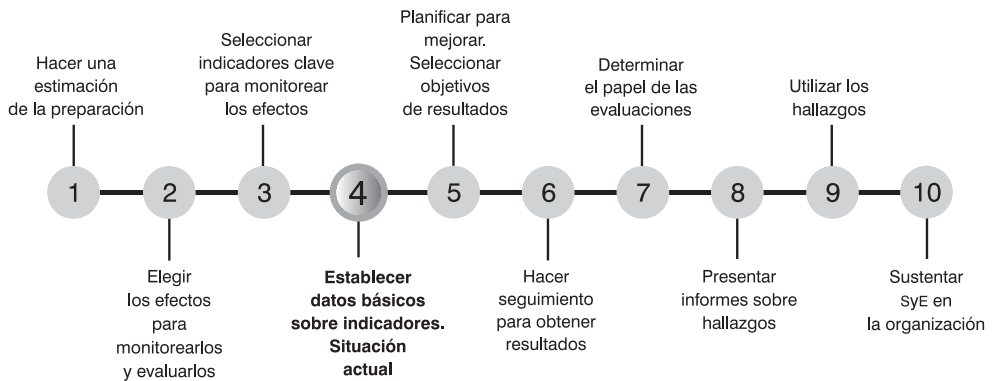 Hacer una
estimación
de la preparación
Seleccionar
indicadores clave
para monitorear
los efectos
Planificar para
mejorar.
Seleccionar
objetivos
de resultados
Determinar
el papel de las
evaluaciones
Utilizar los
hallazgos
1
2
3
4
5
6
7
8
9
10
Elegir
los efectos
para
monitorearlos
y evaluarlos
Establecer
datos básicos
sobre indicadores.
Situación
actual
Hacer
seguimiento
para obtener
resultados
Presentar
informes sobre
hallazgos
Sustentar
SyE en
la organización